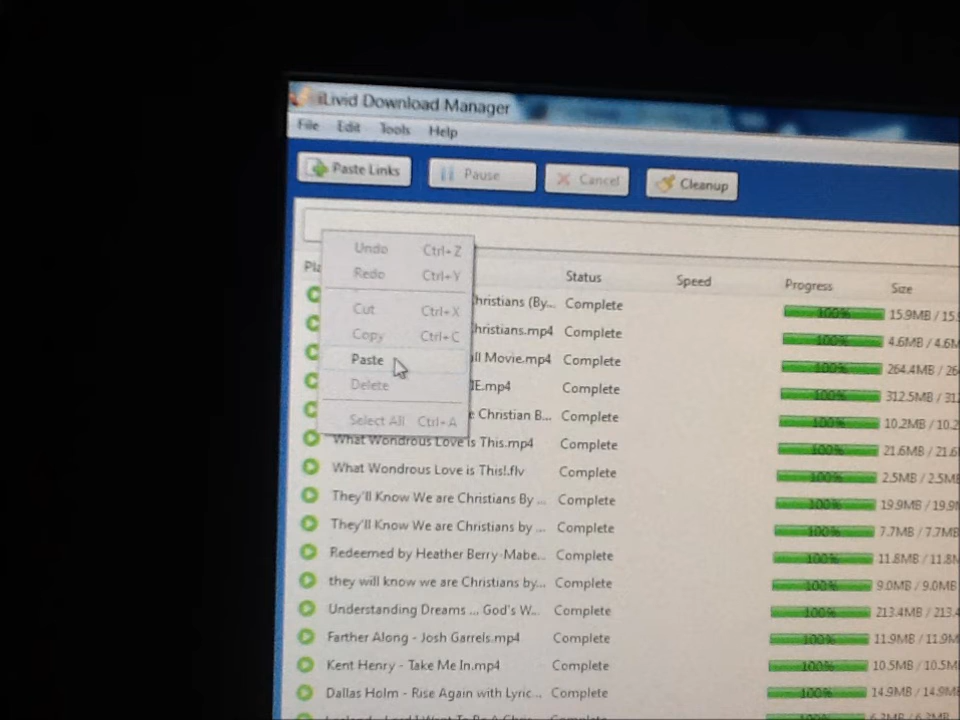 iLivid Download Manager
File Edit Tools Help
Paste Links Pause Cancel Cleanup
Undo Ctrl+Z
Redo Ctrl+Y
Cut Ctrl+X
Copy Ctrl+C
Paste
Delete
Select All Ctrl+A
Status Speed Progress Size
hristians (By... Complete 100% 15.9MB / 15.
hristians.mp4 Complete 100% 4.6MB / 4.6M
ll Movie.mp4 Complete 100% 264.4MB / 26
IE.mp4 Complete 100% 312.5MB / 31
e Christian B... Complete 100% 10.2MB / 10.2
What Wondrous Love is This.mp4 Complete 100% 21.6MB / 21.6
What Wondrous Love is This!.flv Complete 100% 2.5MB / 2.5M
They'll Know We are Christians By ... Complete 100% 19.9MB / 19.9
They'll Know We are Christians by ... Complete 100% 7.7MB / 7.7M
Redeemed by Heather Berry-Mabe... Complete 100% 11.8MB / 11.8
they will know we are Christians by... Complete 100% 9.0MB / 9.0MB
Understanding Dreams ... God's W... Complete 100% 213.4MB / 213.
Farther Along - Josh Garrels.mp4 Complete 100% 11.9MB / 11.9
Kent Henry - Take Me In.mp4 Complete 100% 10.5MB / 10.5
Dallas Holm - Rise Again with Lyric... Complete 100% 14.9MB / 14.9